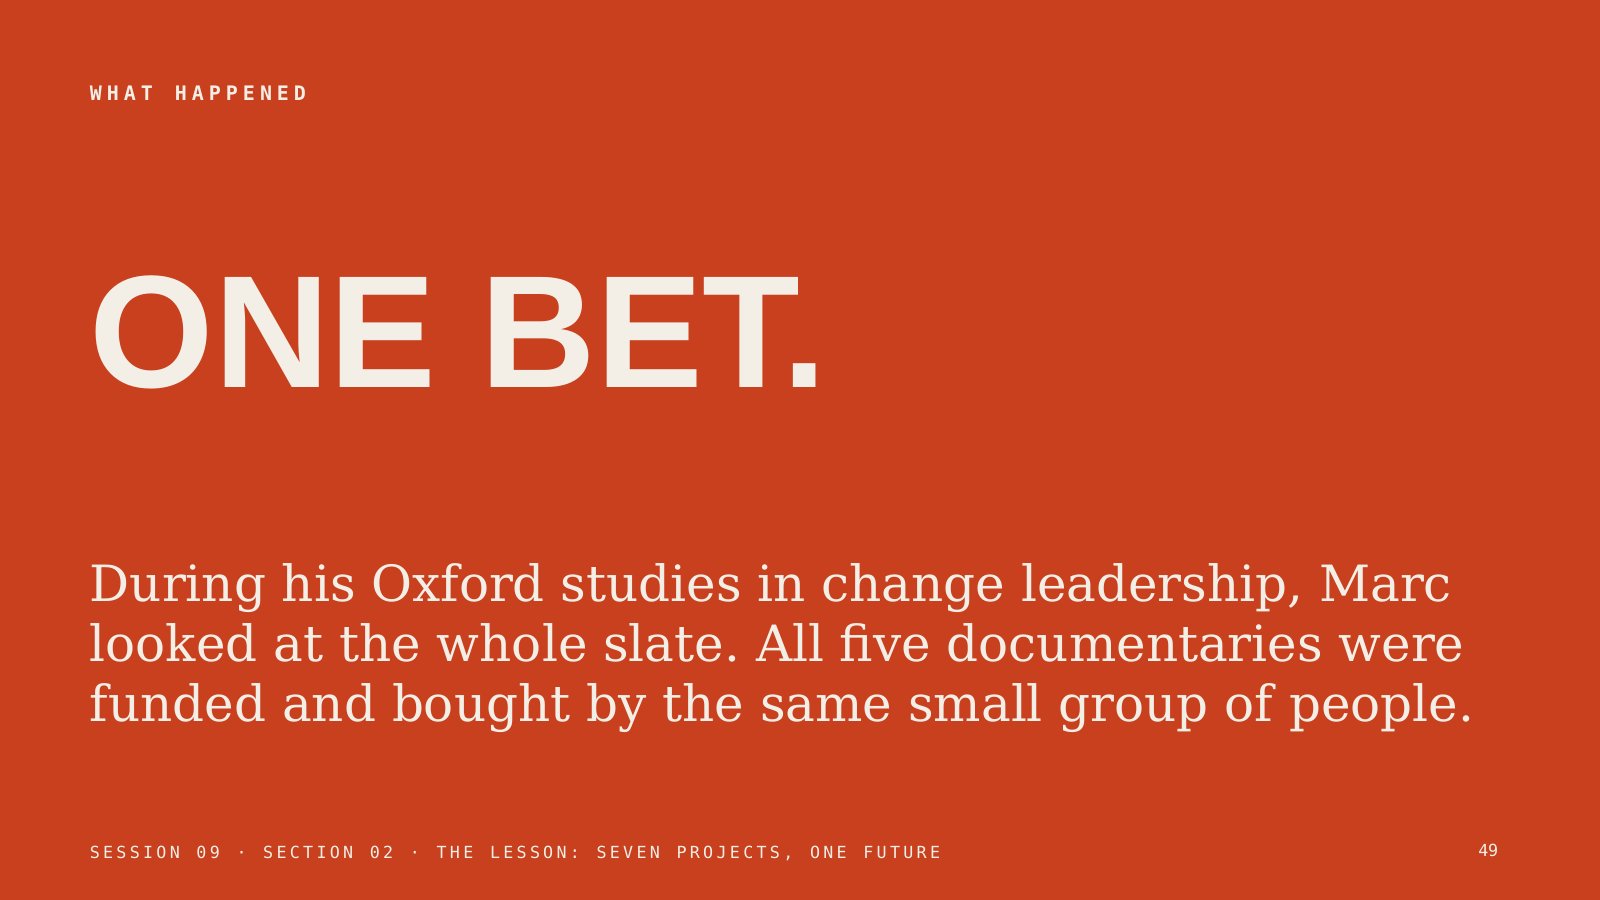 WHAT HAPPENED
ONE BET.
During his Oxford studies in change leadership, Marc
looked at the whole slate. All five documentaries were
funded and bought by the same small group of people.
SESSION 09 · SECTION 02 · THE LESSON: SEVEN PROJECTS, ONE FUTURE
49